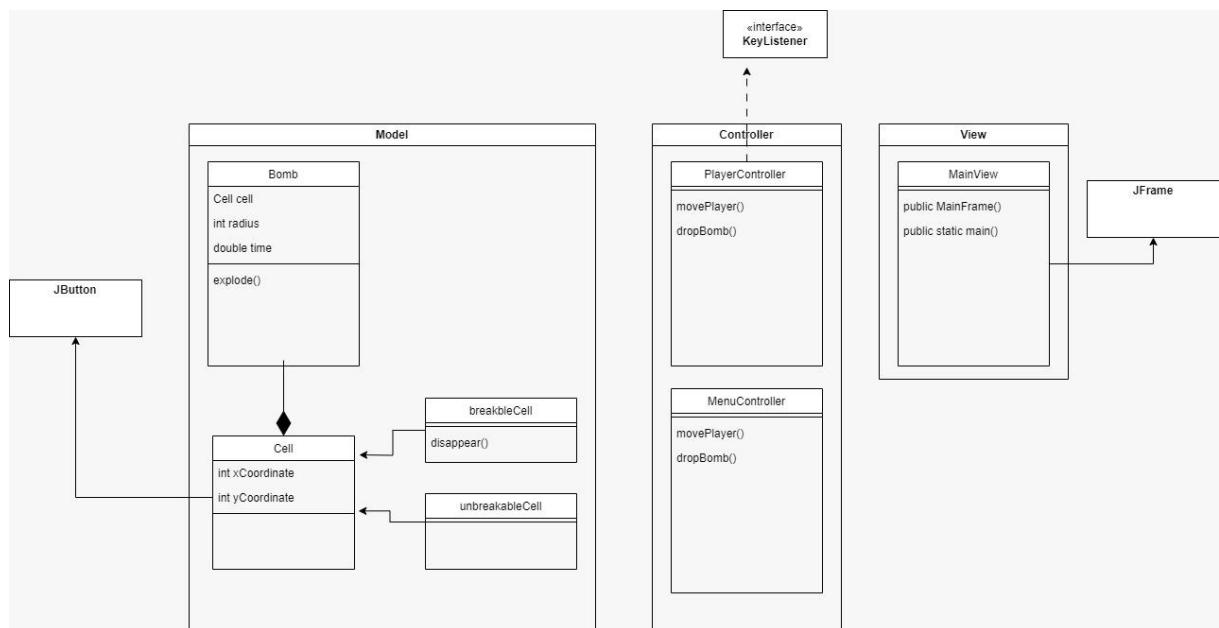 «interface»
KeyListener
Model
Bomb
Cell cell
int radius
double time
explode()
JButton
breakbleCell
disappear()
Cell
int xCoordinate
int yCoordinate
unbreakableCell
Controller
PlayerController
movePlayer()
dropBomb()
MenuController
movePlayer()
dropBomb()
View
MainView
public MainFrame()
public static main()
JFrame